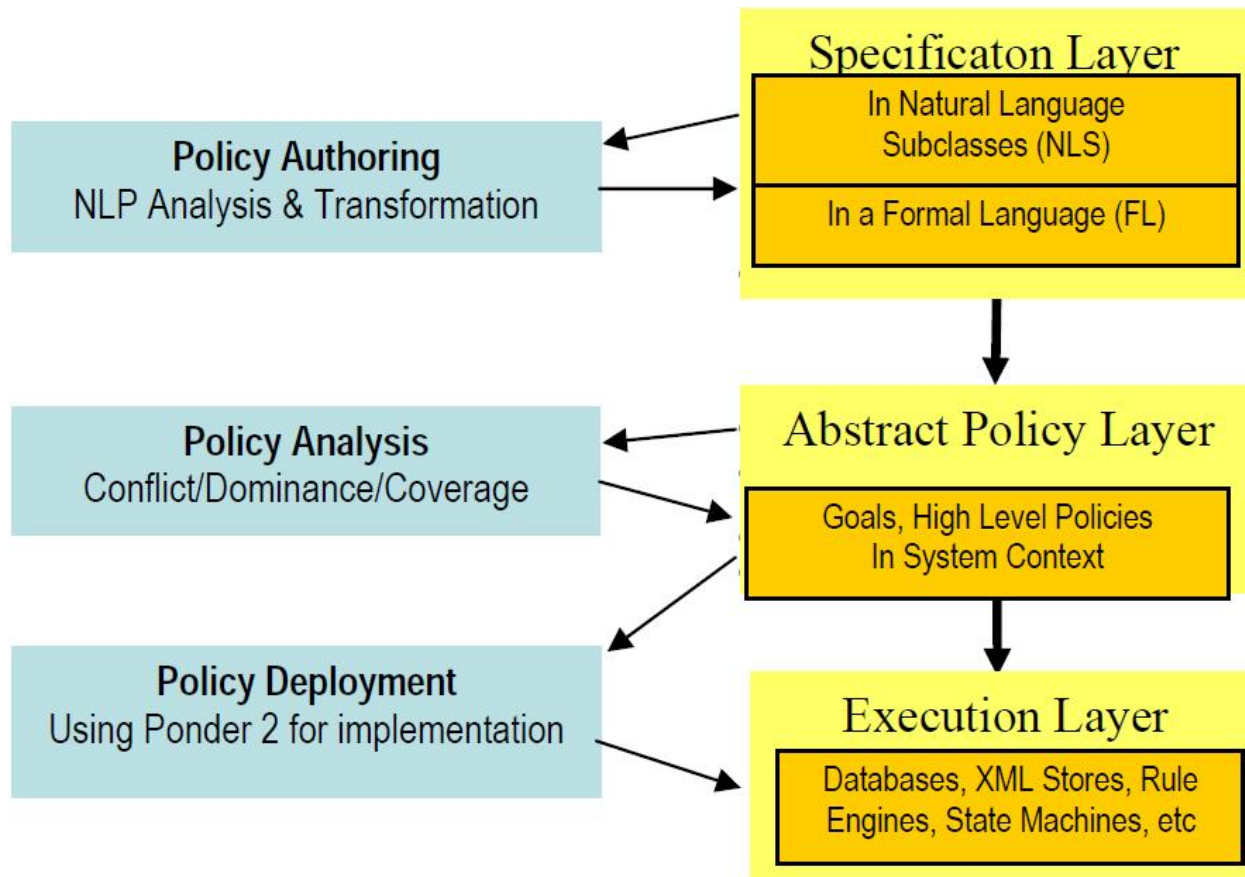 Specificaton Layer
In Natural Language
Subclasses (NLS)
In a Formal Language (FL)
Policy Authoring
NLP Analysis & Transformation
Abstract Policy Layer
Goals, High Level Policies
In System Context
Policy Analysis
Conflict/Dominance/Coverage
Policy Deployment
Using Ponder 2 for implementation
Execution Layer
Databases, XML Stores, Rule
Engines, State Machines, etc